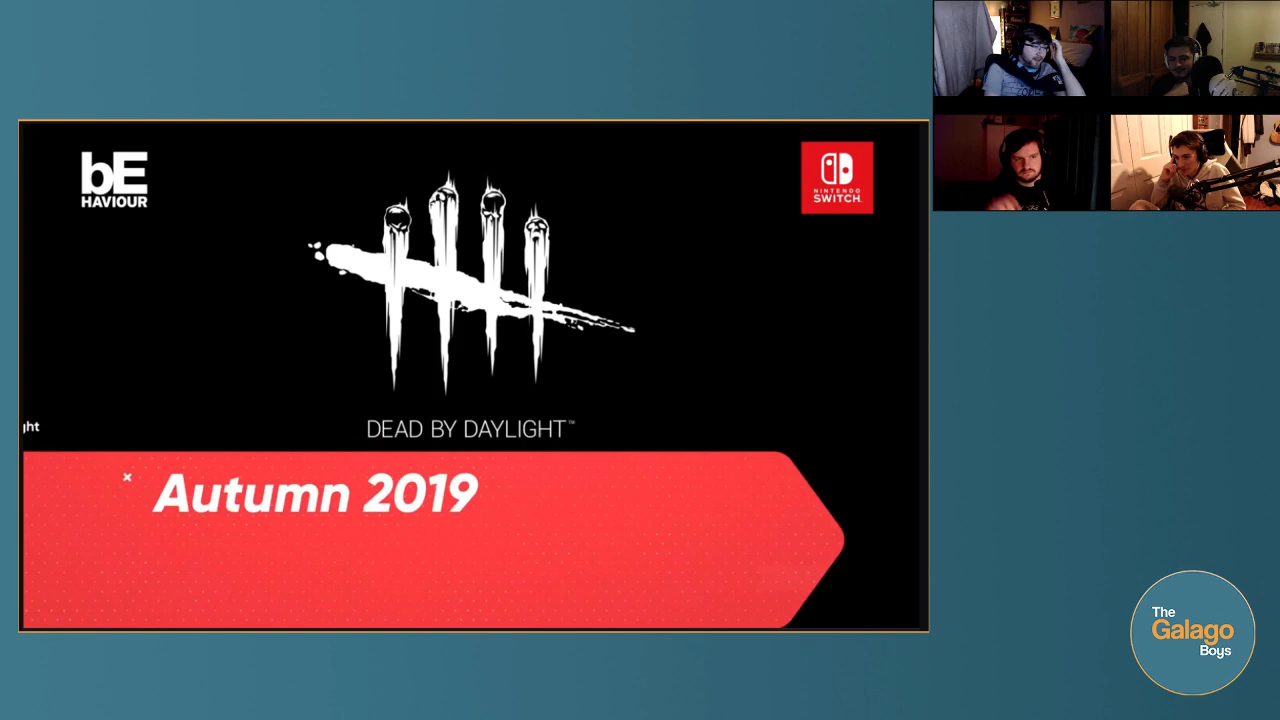 bE
HAVIOUR
NINTENDO
SWITCH
DEAD BY DAYLIGHT™
ght
Autumn 2019
The
Galago
Boys